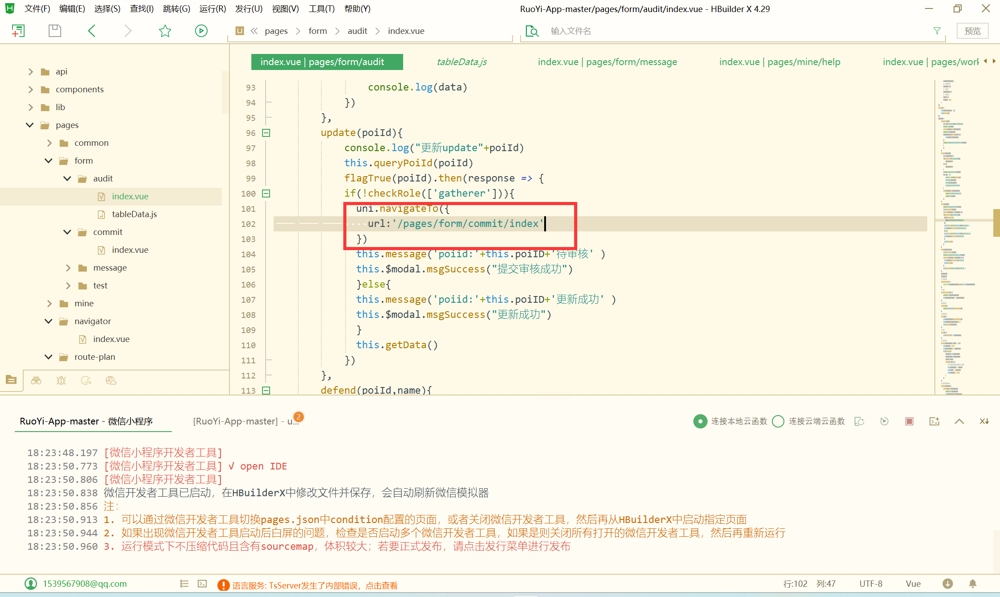 文件(F) 编辑(E) 选择(S) 查找(I) 跳转(G) 运行(R) 发行(U) 视图(V) 工具(T) 帮助(Y)
RuoYi-App-master/pages/form/audit/index.vue - HBuilder X 4.29
pages form audit index.vue
输入文件名
预览
api
components
lib
pages
common
form
audit
index.vue
tableData.js
commit
index.vue
message
test
mine
navigator
index.vue
route-plan
index.vue | pages/form/audit
tableData.js
index.vue | pages/form/message
index.vue | pages/mine/help
index.vue | pages/work
93 console.log(data)
94 })
95 },
96 update(poiId){
97 console.log("更新update"+poiId)
98 this.queryPoiId(poiId)
99 flagTrue(poiId).then(response => {
100 if(!checkRole(['gatherer'])){
101 uni.navigateTo({
102 url:'/pages/form/commit/index'
103 })
104 this.message('poiid:'+this.poiID+'待审核' )
105 this.$modal.msgSuccess("提交审核成功")
106 }else{
107 this.message('poiid:'+this.poiID+'更新成功' )
108 this.$modal.msgSuccess("更新成功")
109 }
110 this.getData()
111 })
112 },
113 defend(poiId,name){
RuoYi-App-master - 微信小程序
[RuoYi-App-master] - u...
2
连接本地云函数
连接云端云函数
18:23:48.197 [微信小程序开发者工具]
18:23:50.773 [微信小程序开发者工具] √ open IDE
18:23:50.806 [微信小程序开发者工具]
18:23:50.838 微信开发者工具已启动，在HBuilderX中修改文件并保存，会自动刷新微信模拟器
18:23:50.856 注：
18:23:50.913 1. 可以通过微信开发者工具切换pages.json中condition配置的页面，或者关闭微信开发者工具，然后再从HBuilderX中启动指定页面
18:23:50.944 2. 如果出现微信开发者工具启动后白屏的问题，检查是否启动多个微信开发者工具，如果是则关闭所有打开的微信开发者工具，然后再重新运行
18:23:50.960 3. 运行模式下不压缩代码且含有sourcemap，体积较大；若要正式发布，请点击发行菜单进行发布
1539567908@qq.com
语言服务: TsServer发生了内部错误，点击查看
行:102 列:47
UTF-8
Vue